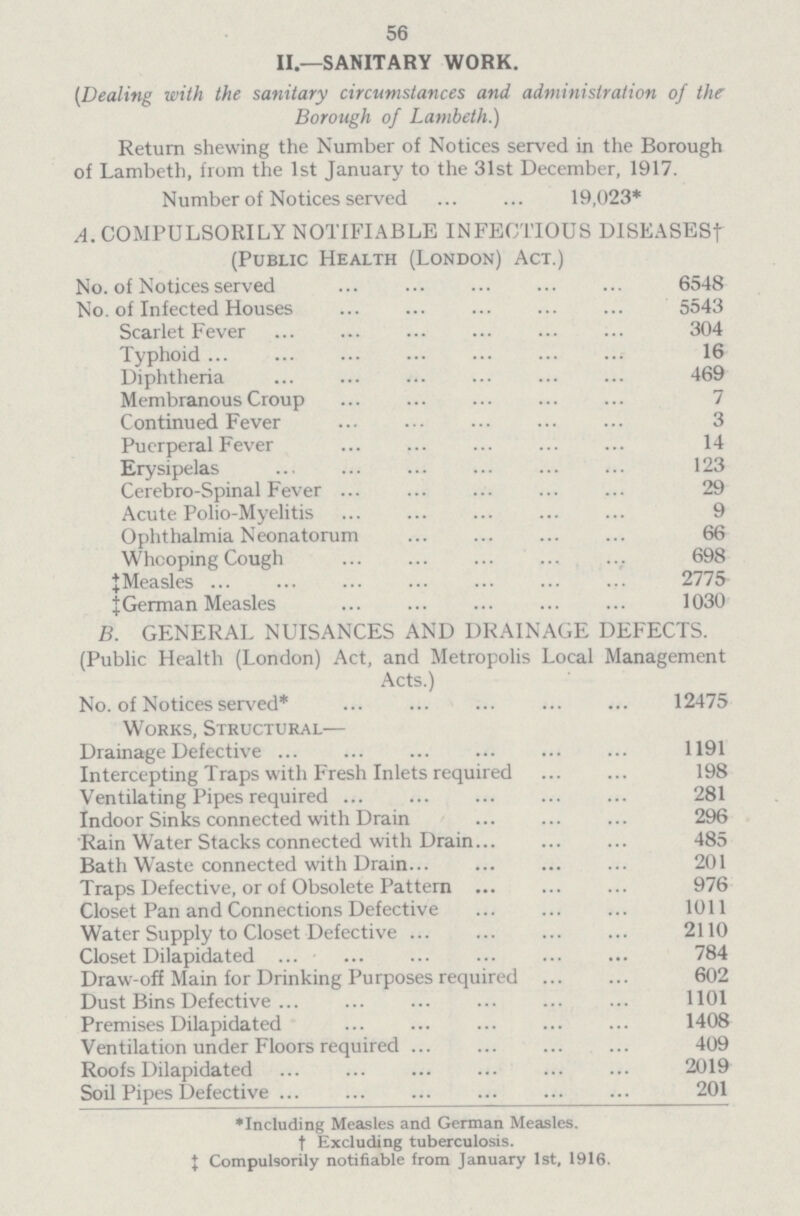 56
II.—SANITARY WORK.
(Dealing with the sanitary circumstances and administration of the
Borough of Lambeth.)
Return shewing the Number of Notices served in the Borough
of Lambeth, from the 1st January to the 31st December, 1917.
Number of Notices served ... ... 19,023*
A. COMPULSORILY NOTIFIABLE INFECTIOUS DISEASES†
(PUBLIC HEALTH (LONDON) ACT.)
No. of Notices served ... ... ... ... ... 6548
No. of Infected Houses ... ... ... ... ... 5543
Scarlet Fever ... ... ... ... ... ... 304
Typhoid ... ... ... ... ... ... ... 16
Diphtheria ... ... ... ... ... ... 469
Membranous Croup ... ... ... ... ... 7
Continued Fever ... ... ... ... ... 3
Puerperal Fever ... ... ... ... ... 14
Erysipelas ... ... ... ... ... ... 123
Cerebro-Spinal Fever ... ... ... ... ... 29
Acute Polio-Myelitis ... ... ... ... ... 9
Ophthalmia Neonatorum ... ... ... ... 66
Whooping Cough ... ... ... ... ... 698
‡Measles ... ... ... ... ... ... ... 2775
‡German Measles ... ... ... ... ... 1030
B. GENERAL NUISANCES AND DRAINAGE DEFECTS.
(Public Health (London) Act, and Metropolis Local Management
Acts.)
No. of Notices served* ... ... ... ... ... 12475
WORKS, STRUCTURAL—
Drainage Defective ... ... ... ... ... ... 1191
Intercepting Traps with Fresh Inlets required ... ... 198
Ventilating Pipes required ... ... ... ... ... 281
Indoor Sinks connected with Drain ... ... ... 296
Rain Water Stacks connected with Drain... ... ... 485
Bath Waste connected with Drain... ... ... ... 201
Traps Defective, or of Obsolete Pattern ... ... ... 976
Closet Pan and Connections Defective ... ... ... 1011
Water Supply to Closet Defective ... ... ... ... 2110
Closet Dilapidated ... ... ... ... ... ... 784
Draw-off Main for Drinking Purposes required ... ... 602
Dust Bins Defective ... ... ... ... ... ... 1101
Premises Dilapidated ... ... ... ... ... 1408
Ventilation under Floors required ... ... ... ... 409
Roofs Dilapidated ... ... ... ... ... ... 2019
Soil Pipes Defective ... ... ... ... ... ... 201
*Including Measles and German Measles.
† Excluding tuberculosis.
‡ Compulsorily notifiable from January 1st, 1916.